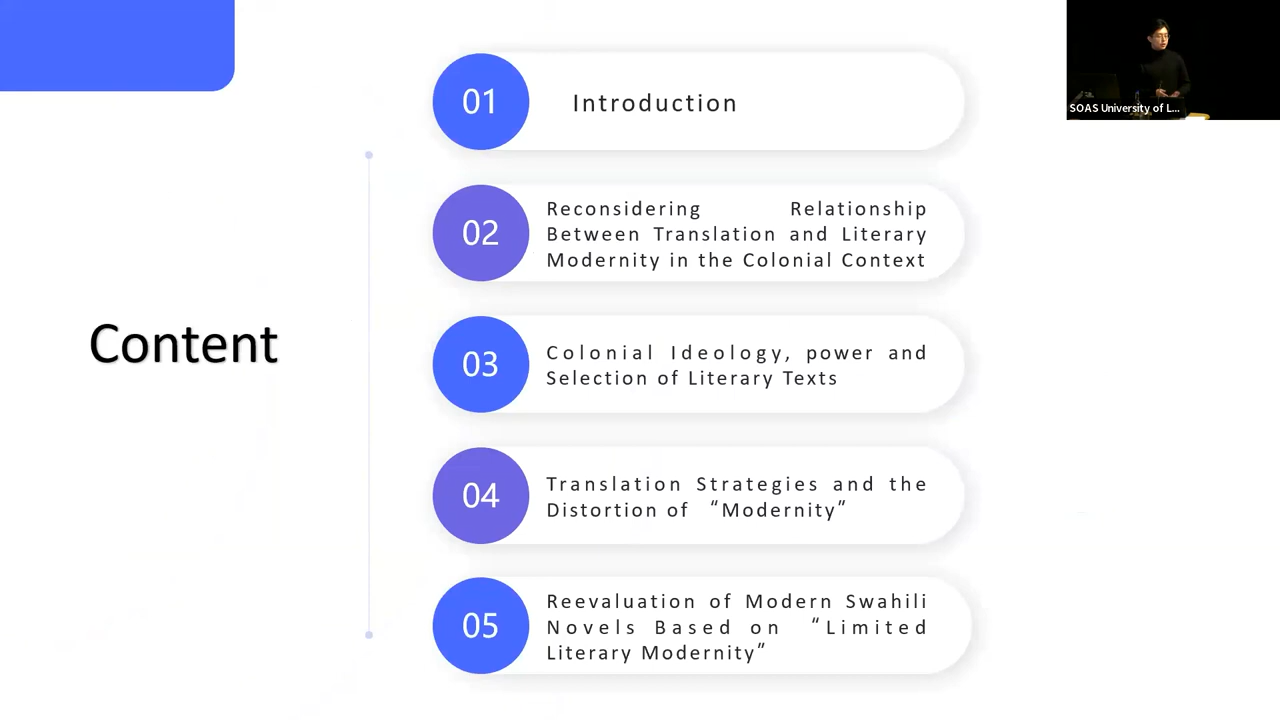 SOAS University of L...
Content
01
Introduction
02
Reconsidering Relationship
Between Translation and Literary
Modernity in the Colonial Context
03
Colonial Ideology, power and
Selection of Literary Texts
04
Translation Strategies and the
Distortion of “Modernity”
05
Reevaluation of Modern Swahili
Novels Based on “Limited
Literary Modernity”